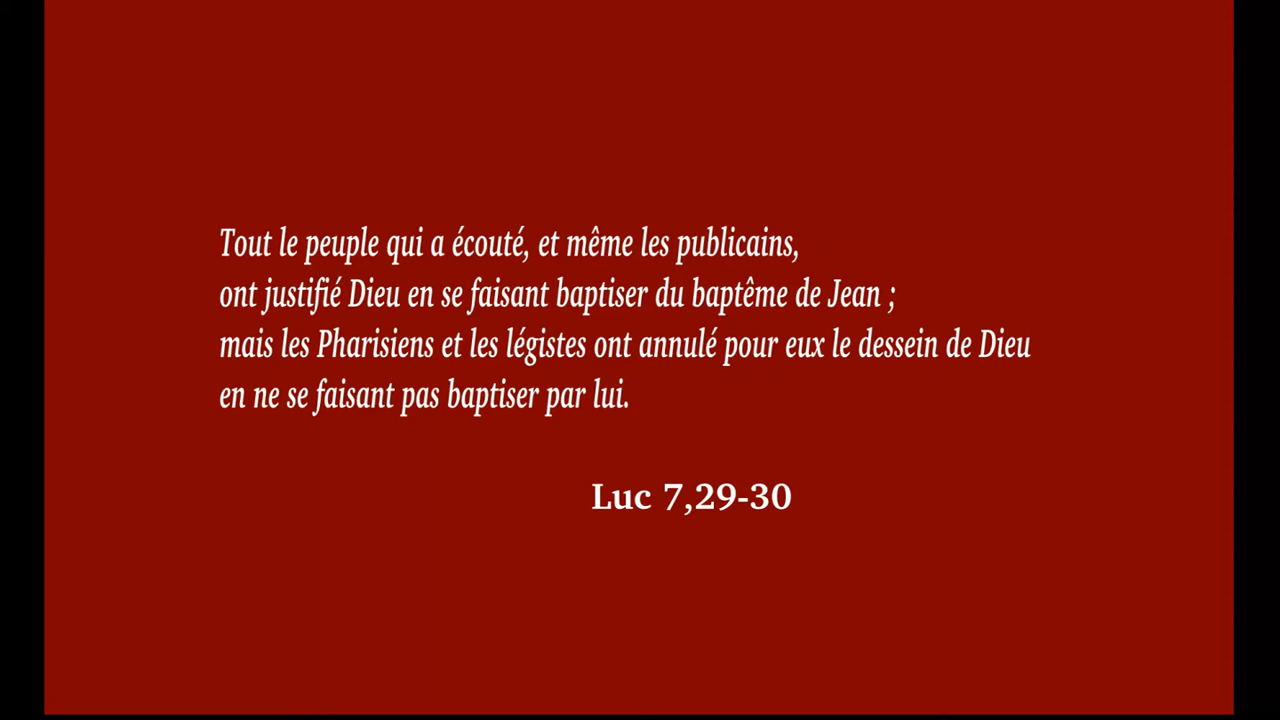 Tout le peuple qui a écouté, et même les publicains,
ont justifié Dieu en se faisant baptiser du baptême de Jean ;
mais les Pharisiens et les légistes ont annulé pour eux le dessein de Dieu
en ne se faisant pas baptiser par lui.
Luc 7,29-30